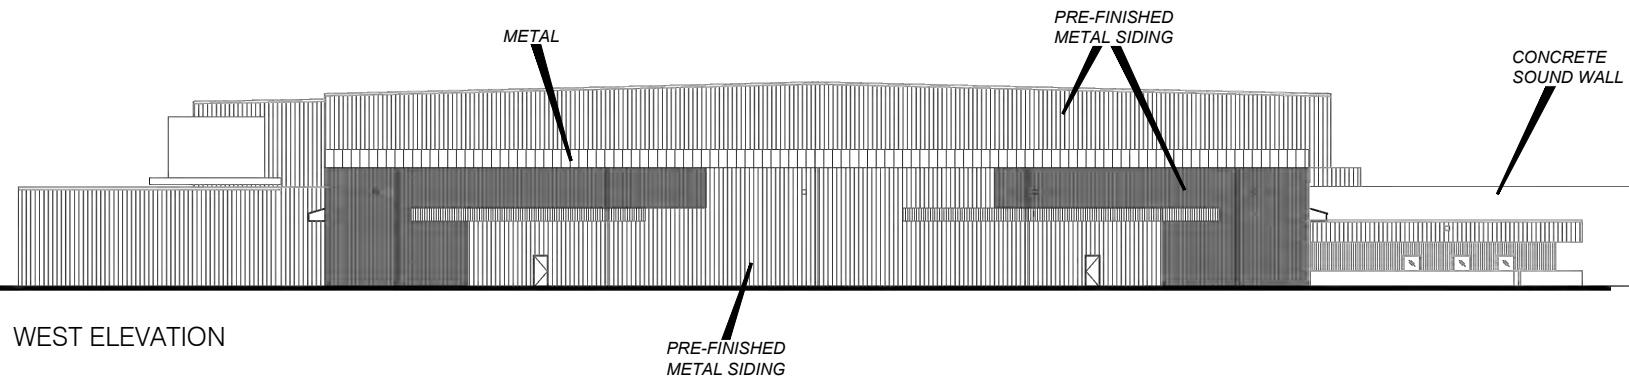 PRE-FINISHED
METAL SIDING
METAL
CONCRETE
SOUND WALL
WEST ELEVATION
PRE-FINISHED
METAL SIDING